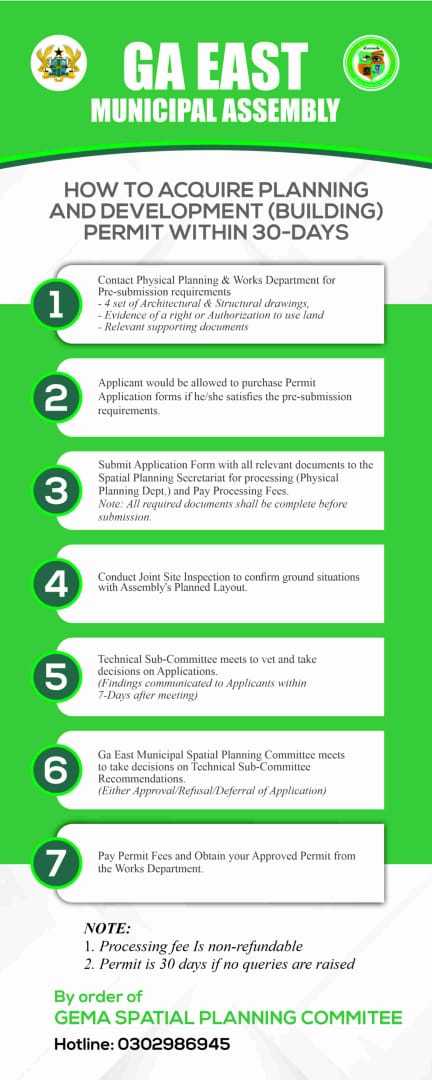 GA EAST
MUNICIPAL ASSEMBLY
HOW TO ACQUIRE PLANNING
AND DEVELOPMENT (BUILDING)
PERMIT WITHIN 30-DAYS
1
Contact Physical Planning & Works Department for
Pre-submission requirements
- 4 set of Architectural & Structural drawings,
- Evidence of a right or Authorization to use land
- Relevant supporting documents
2
Applicant would be allowed to purchase Permit
Application forms if he/she satisfies the pre-submission
requirements.
3
Submit Application Form with all relevant documents to the
Spatial Planning Secretariat for processing (Physical
Planning Dept.) and Pay Processing Fees.
Note: All required documents shall be complete before
submission.
4
Conduct Joint Site Inspection to confirm ground situations
with Assembly's Planned Layout.
5
Technical Sub-Committee meets to vet and take
decisions on Applications.
(Findings communicated to Applicants within
7-Days after meeting)
6
Ga East Municipal Spatial Planning Committee meets
to take decisions on Technical Sub-Committee
Recommendations.
(Either Approval/Refusal/Deferral of Application)
7
Pay Permit Fees and Obtain your Approved Permit from
the Works Department.
NOTE:
1. Processing fee Is non-refundable
2. Permit is 30 days if no queries are raised
By order of
GEMA SPATIAL PLANNING COMMITEE
Hotline: 0302986945